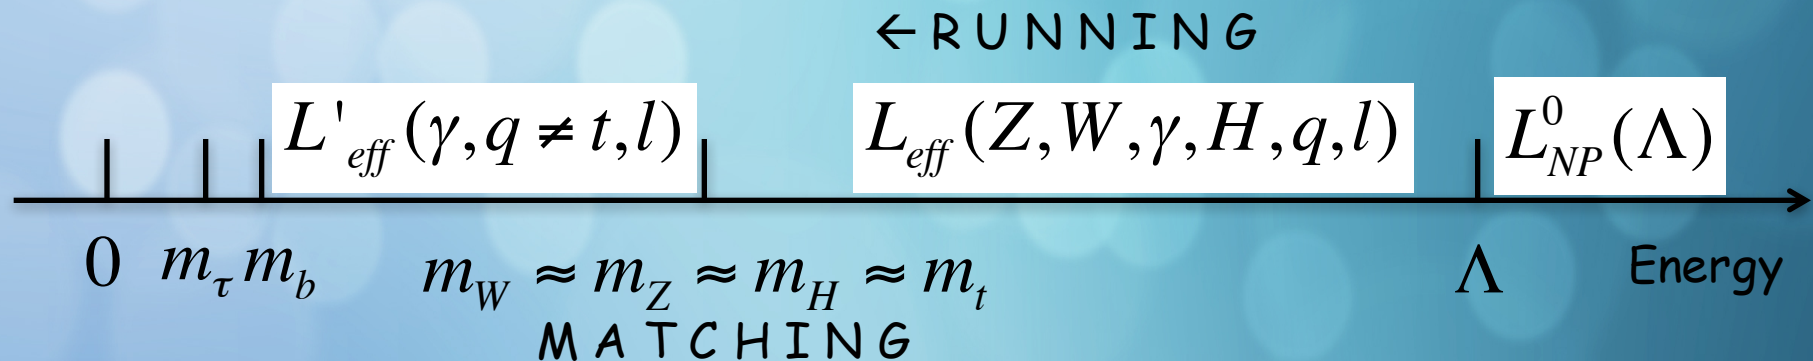 ←RUNNING
L'eff(γ,q ≠ t,l) Leff(Z,W,γ,H,q,l) L⁰NP(Λ)
0 mτ mb mW ≈ mZ ≈ mH ≈ mt Λ Energy
MATCHING